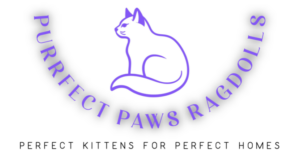 PURRFECT PAWS RAGDOLLS
PERFECT KITTENS FOR PERFECT HOMES